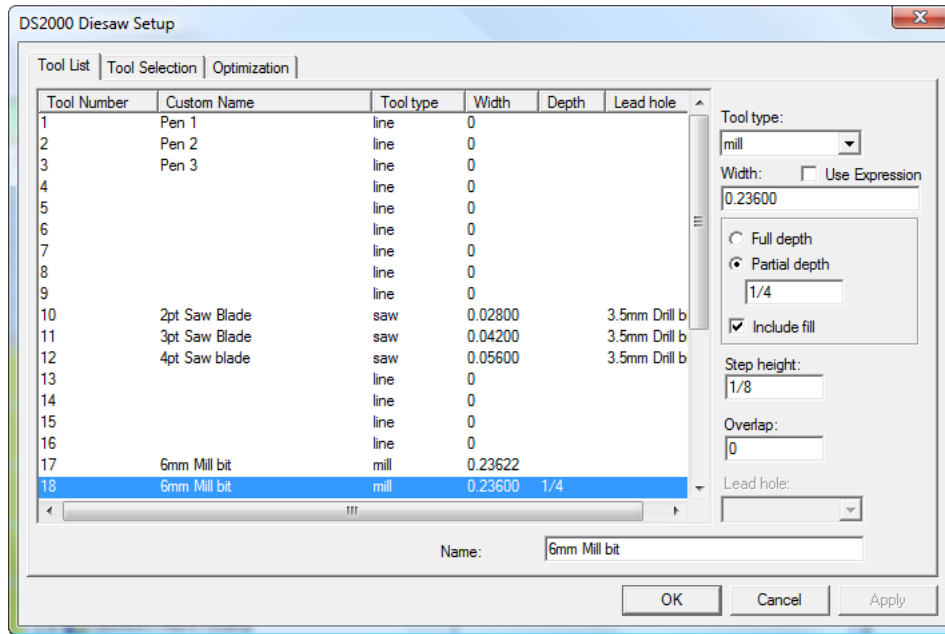 DS2000 Diesaw Setup
Tool List Tool Selection Optimization
Tool Number Custom Name Tool type Width Depth Lead hole
1 Pen 1 line 0
2 Pen 2 line 0
3 Pen 3 line 0
4 line 0
5 line 0
6 line 0
7 line 0
8 line 0
9 line 0
10 2pt Saw Blade saw 0.02800 3.5mm Drill b
11 3pt Saw Blade saw 0.04200 3.5mm Drill b
12 4pt Saw blade saw 0.05600 3.5mm Drill b
13 line 0
14 line 0
15 line 0
16 line 0
17 6mm Mill bit mill 0.23622
18 6mm Mill bit mill 0.23600 1/4
Tool type:
mill
Width: Use Expression
0.23600
Full depth
Partial depth
1/4
Include fill
Step height:
1/8
Overlap:
0
Lead hole:
Name: 6mm Mill bit
OK Cancel Apply